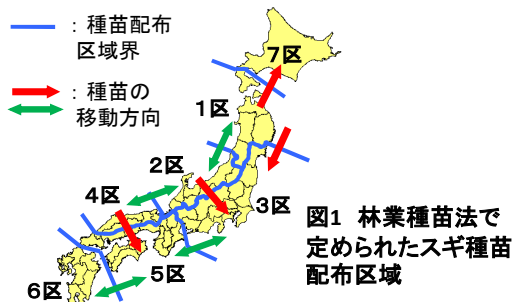 ：種苗配布
区域界
：種苗の
移動方向
7区
1区
2区
4区
3区
5区
6区
図1 林業種苗法で
定められたスギ種苗
配布区域